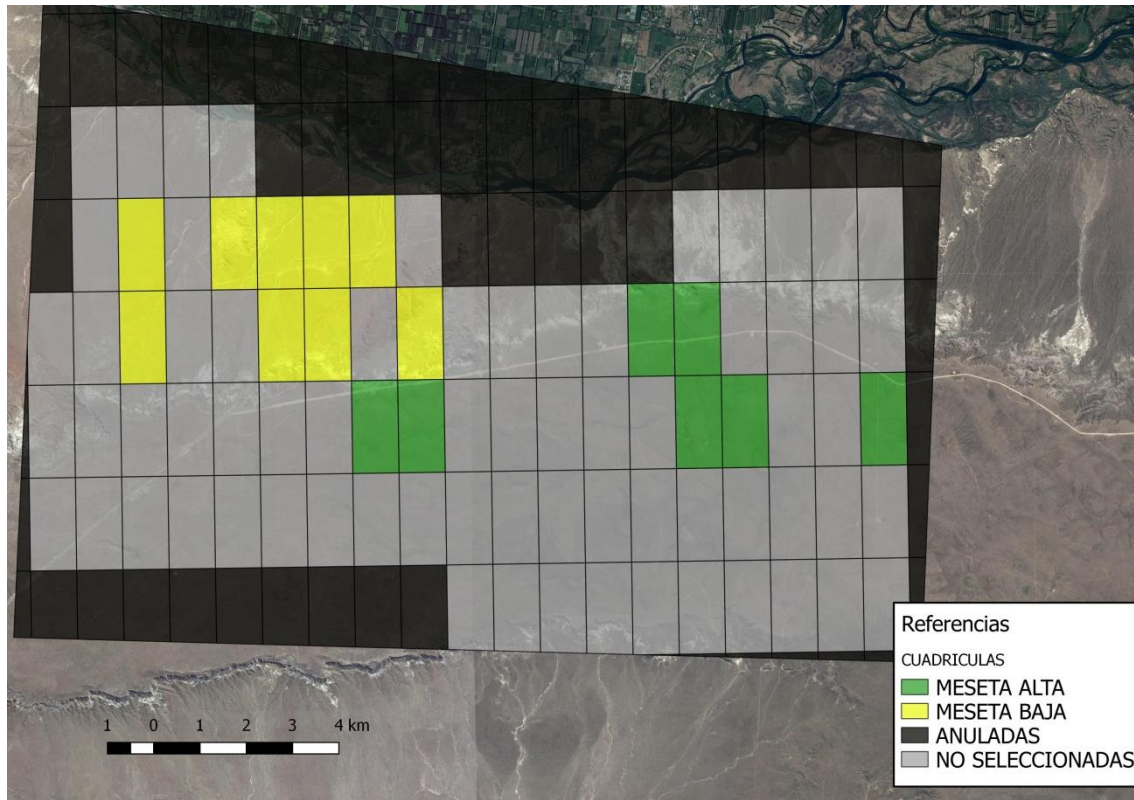 Referencias
CUADRICULAS
MESETA ALTA
MESETA BAJA
ANULADAS
NO SELECCIONADAS
1 0 1 2 3 4 km